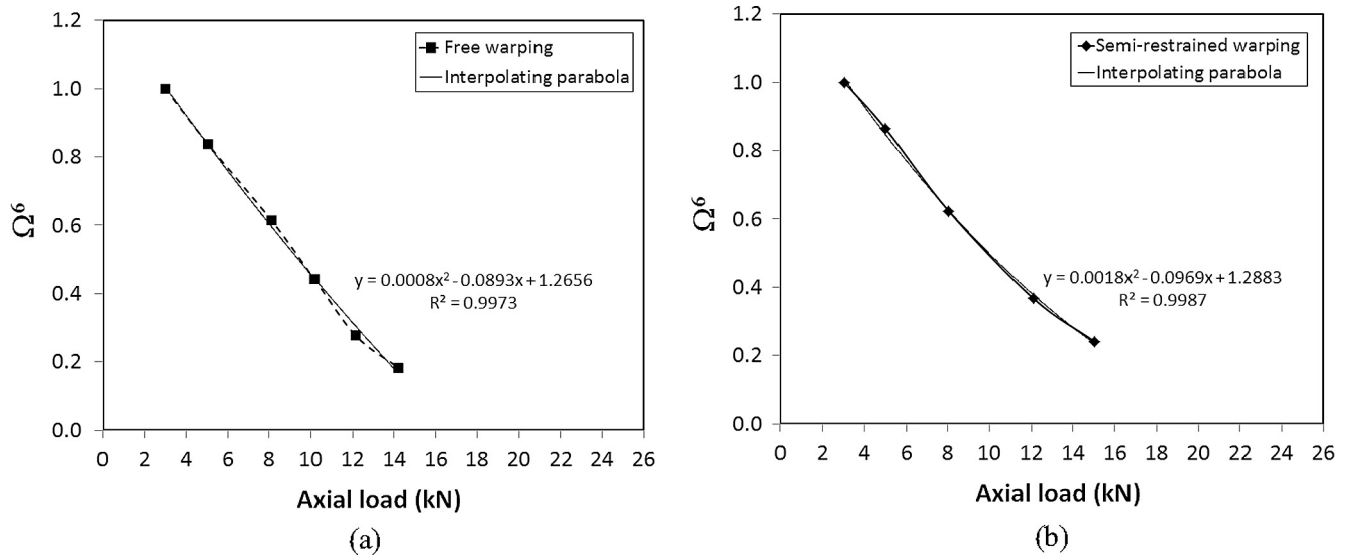 1.2
1.0
0.8
0.6
0.4
0.2
0.0
Ω⁶
Free warping
Interpolating parabola
y = 0.0008x² - 0.0893x + 1.2656
R² = 0.9973
0 2 4 6 8 10 12 14 16 18 20 22 24 26
Axial load (kN)
(a)
1.2
1.0
0.8
0.6
0.4
0.2
0.0
Ω⁶
Semi-restrained warping
Interpolating parabola
y = 0.0018x² - 0.0969x + 1.2883
R² = 0.9987
0 2 4 6 8 10 12 14 16 18 20 22 24 26
Axial load (kN)
(b)